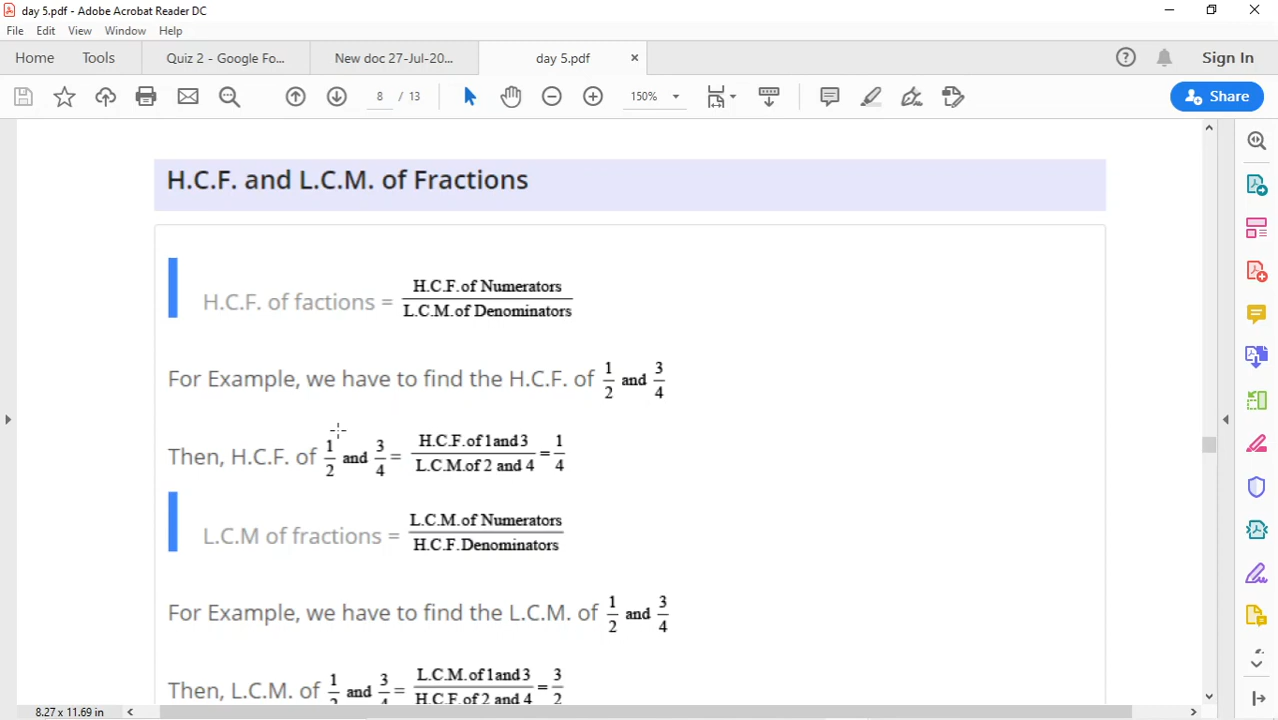 day 5.pdf - Adobe Acrobat Reader DC
File Edit View Window Help
Home Tools Quiz 2 - Google Fo... New doc 27-Jul-20... day 5.pdf × Sign In
8 / 13 150% Share
H.C.F. and L.C.M. of Fractions
H.C.F. of factions = H.C.F.of Numerators / L.C.M.of Denominators
For Example, we have to find the H.C.F. of 1/2 and 3/4
Then, H.C.F. of 1/2 and 3/4 = H.C.F.of 1and 3 / L.C.M.of 2 and 4 = 1/4
L.C.M of fractions = L.C.M.of Numerators / H.C.F.Denominators
For Example, we have to find the L.C.M. of 1/2 and 3/4
Then, L.C.M. of 1/2 and 3/4 = L.C.M.of 1and 3 / H.C.F.of 2 and 4 = 3/2
8.27 x 11.69 in